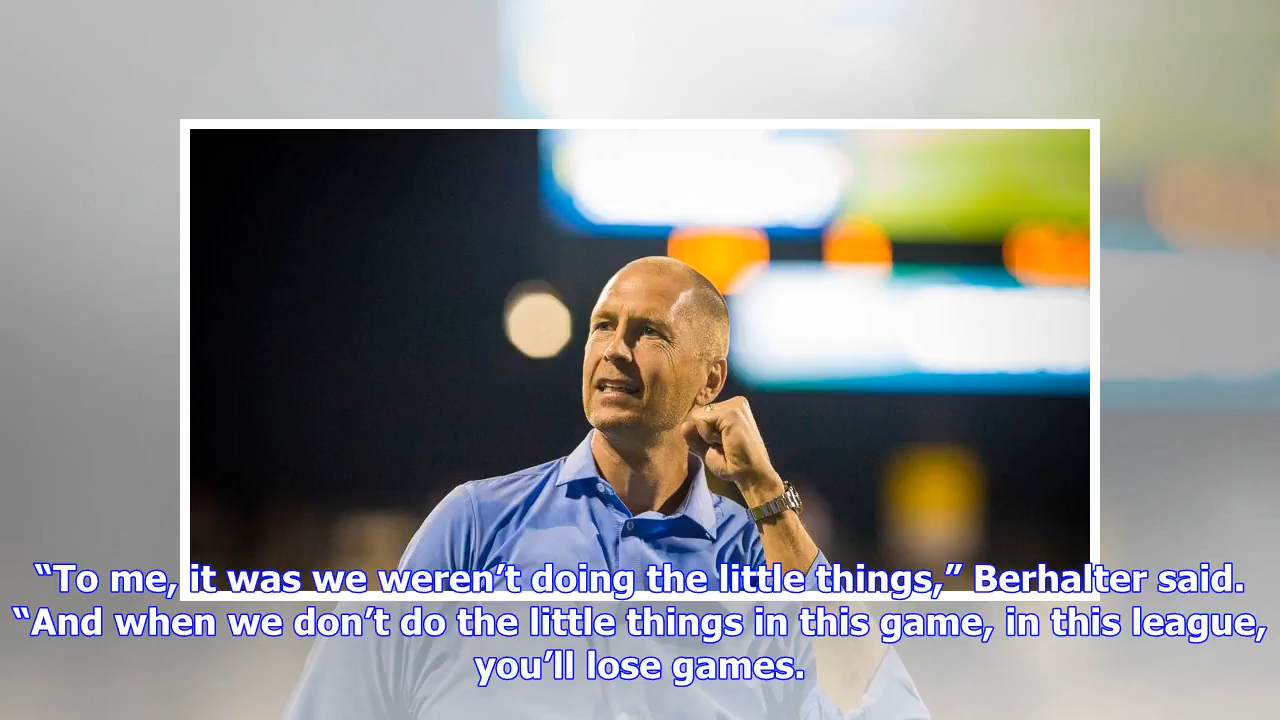 “To me, it was we weren’t doing the little things,” Berhalter said.
“And when we don’t do the little things in this game, in this league,
you’ll lose games.